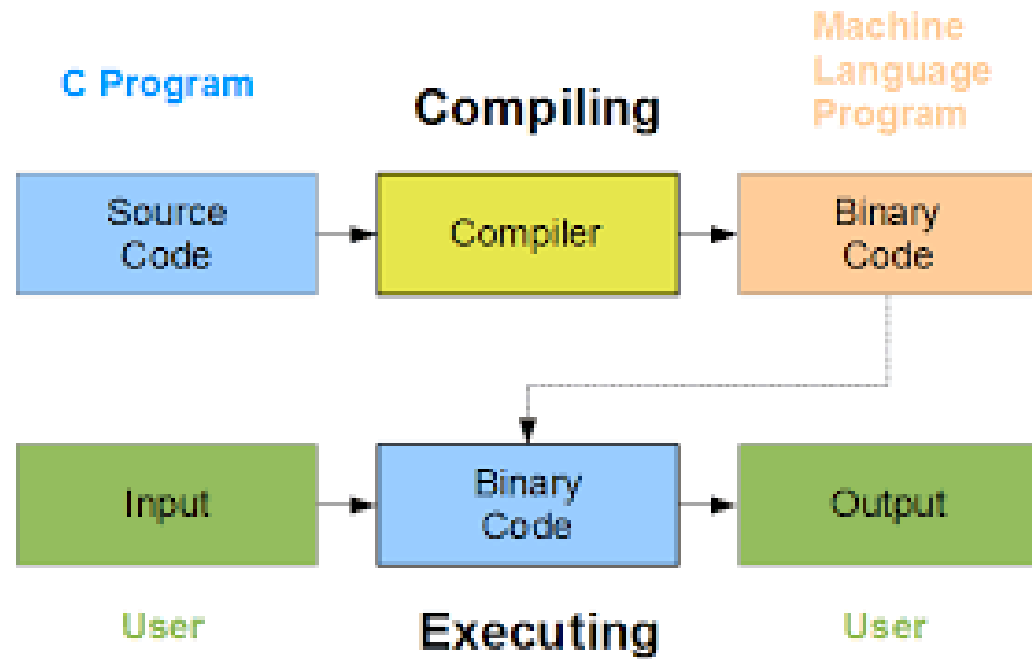 C Program
Compiling
Machine
Language
Program
Source
Code
Compiler
Binary
Code
Input
Binary
Code
Output
User
Executing
User